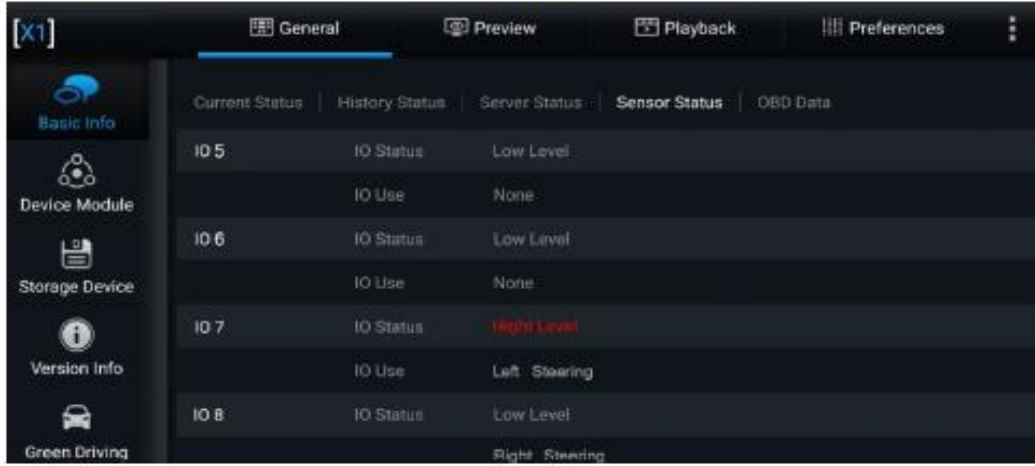 [X1] General Preview Playback Preferences
Basic Info
Device Module
Storage Device
Version Info
Green Driving
Current Status | History Status | Server Status | Sensor Status | OBD Data
IO 5 IO Status Low Level
IO Use None
IO 6 IO Status Low Level
IO Use None
IO 7 IO Status Hight Level
IO Use Left Steering
IO 8 IO Status Low Level
Right Steering